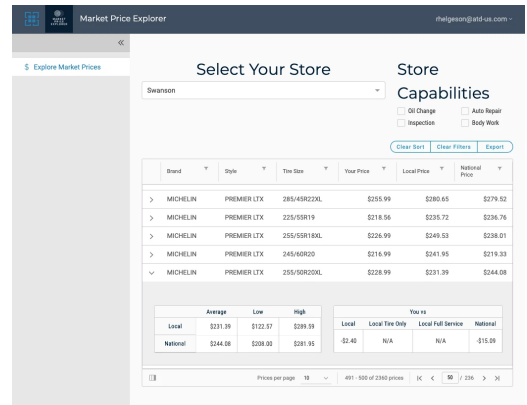 MARKET PRICE EXPLORER
Market Price Explorer
rhelgeson@atd-us.com
$ Explore Market Prices
Select Your Store
Store Capabilities
Swanson
Oil Change Auto Repair
Inspection Body Work
Clear Sort Clear Filters Export
Brand Style Tire Size Your Price Local Price National Price
MICHELIN PREMIER LTX 285/45R22XL $255.99 $280.65 $279.52
MICHELIN PREMIER LTX 225/55R19 $218.56 $235.72 $236.76
MICHELIN PREMIER LTX 255/55R18XL $226.99 $249.53 $238.01
MICHELIN PREMIER LTX 245/60R20 $216.99 $241.95 $219.33
MICHELIN PREMIER LTX 255/50R20XL $228.99 $231.39 $244.08
Average Low High
Local $231.39 $122.57 $289.59
National $244.08 $208.00 $281.95
You vs
Local Local Tire Only Local Full Service National
-$2.40 N/A N/A -$15.09
Prices per page 10 491 - 500 of 2360 prices 50 / 236